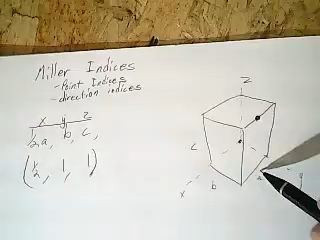 Miller Indices
- Point Indices
- direction indices
x y z
1/2a, b, c,
(1/2, 1, 1)
z
c
b
a
x
y